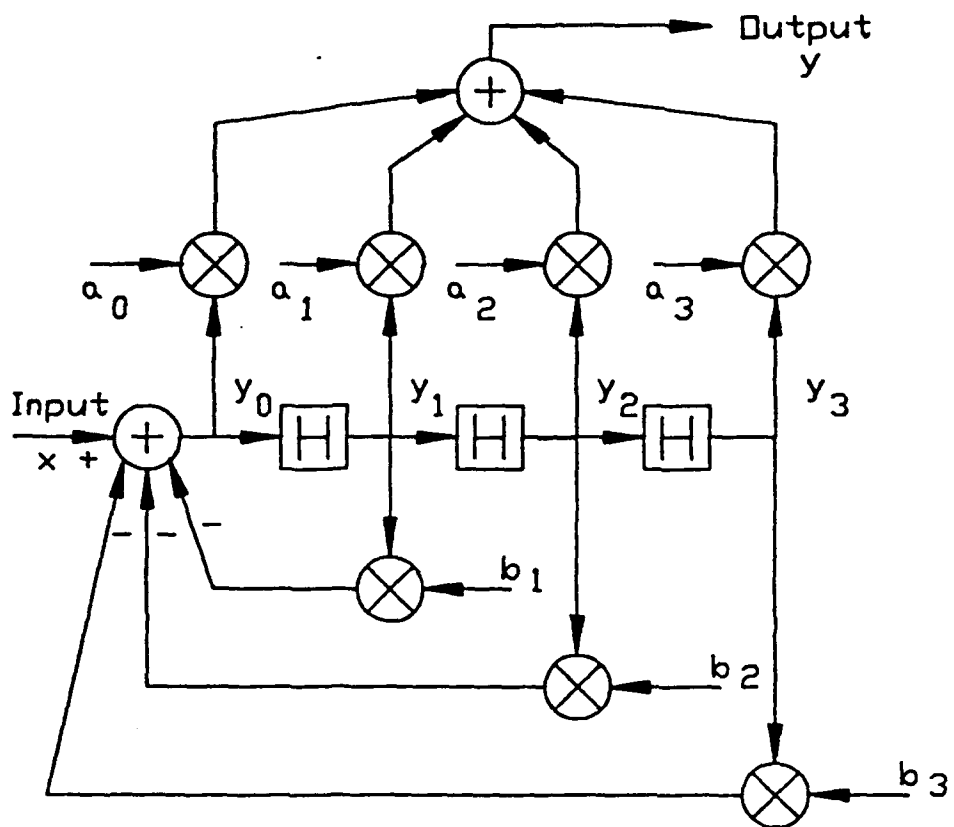 Output
y
+
a0
a1
a2
a3
Input
y0
y1
y2
y3
+
H
H
H
x +
-
-
-
b1
b2
b3